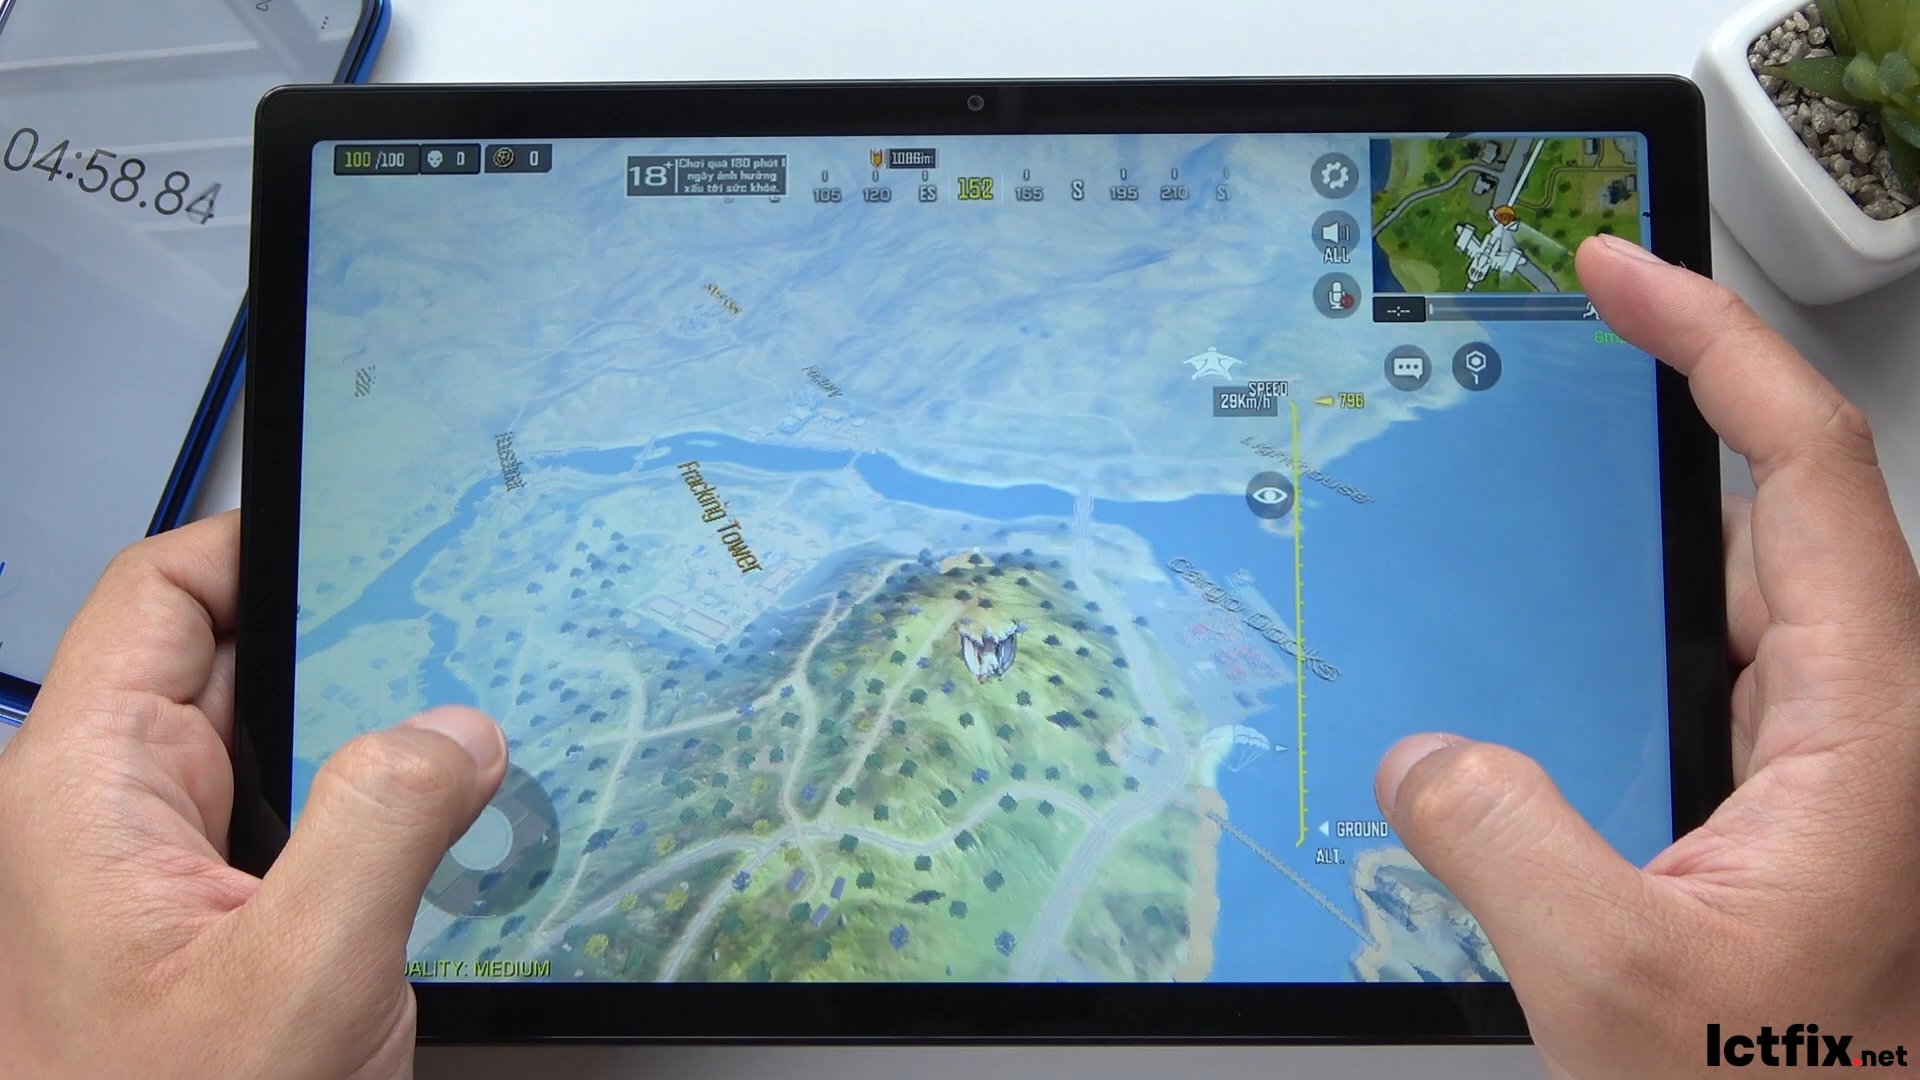 04:58.84
100/100
0
0
18+
Chơi quá 180 phút 1
ngày ảnh hưởng
xấu tới sức khỏe.
1086m
105
120
ES
152
165
S
195
210
ALL
SPEED
29Km/h
796
Factory
Lighthouse
Fracking Tower
Cargo Docks
GROUND
ALT.
UALITY: MEDIUM
Ictfix.net